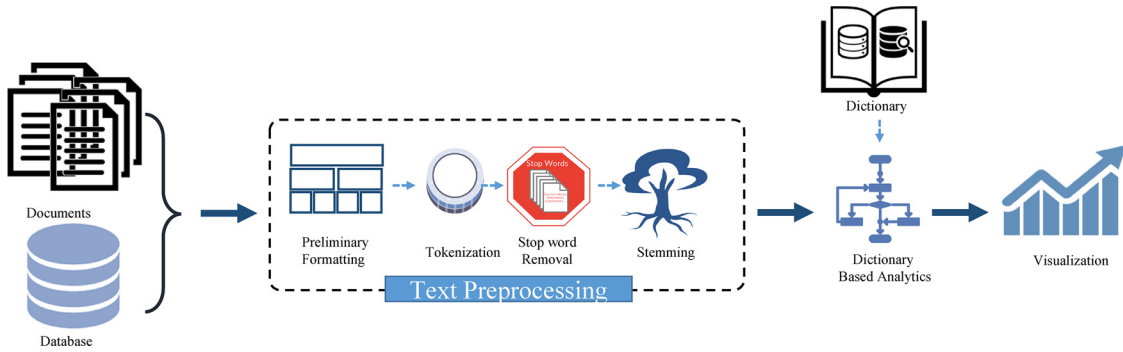 Documents
Database
Preliminary
Formatting
Tokenization
Stop Words
Stop word
Removal
Stemming
Text Preprocessing
Dictionary
Dictionary
Based Analytics
Visualization